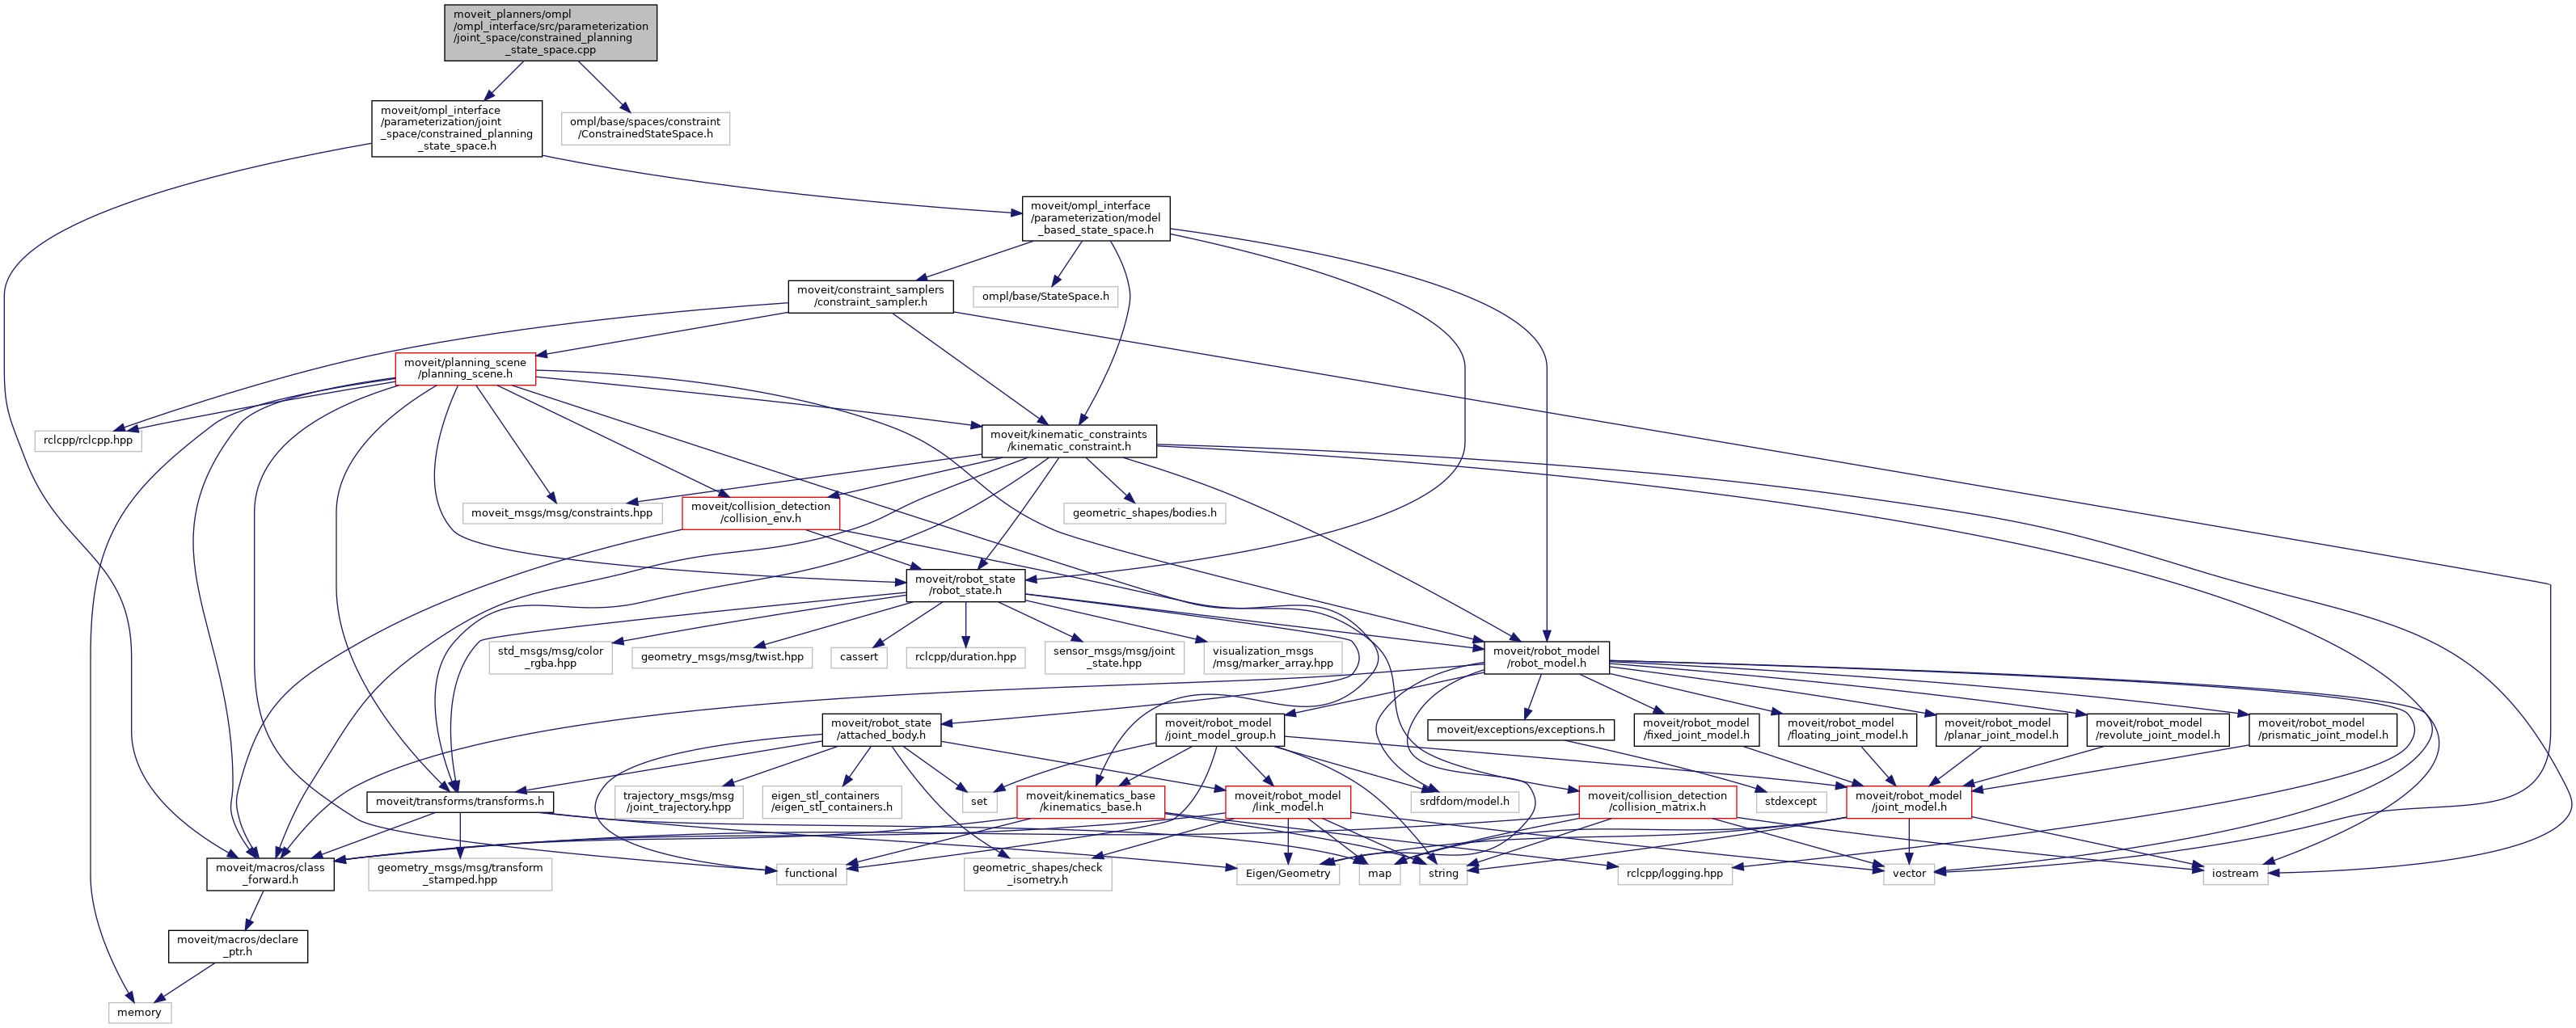 moveit_planners/ompl
/ompl_interface/src/parameterization
/joint_space/constrained_planning
_state_space.cpp
moveit/ompl_interface
/parameterization/joint
_space/constrained_planning
_state_space.h
ompl/base/spaces/constraint
/ConstrainedStateSpace.h
moveit/ompl_interface
/parameterization/model
_based_state_space.h
moveit/constraint_samplers
/constraint_sampler.h
ompl/base/StateSpace.h
moveit/planning_scene
/planning_scene.h
rclcpp/rclcpp.hpp
moveit/kinematic_constraints
/kinematic_constraint.h
moveit_msgs/msg/constraints.hpp
moveit/collision_detection
/collision_env.h
geometric_shapes/bodies.h
moveit/robot_state
/robot_state.h
std_msgs/msg/color
_rgba.hpp
geometry_msgs/msg/twist.hpp
cassert
rclcpp/duration.hpp
sensor_msgs/msg/joint
_state.hpp
visualization_msgs
/msg/marker_array.hpp
moveit/robot_model
/robot_model.h
moveit/robot_state
/attached_body.h
moveit/robot_model
/joint_model_group.h
moveit/exceptions/exceptions.h
moveit/robot_model
/fixed_joint_model.h
moveit/robot_model
/floating_joint_model.h
moveit/robot_model
/planar_joint_model.h
moveit/robot_model
/revolute_joint_model.h
moveit/robot_model
/prismatic_joint_model.h
moveit/transforms/transforms.h
trajectory_msgs/msg
/joint_trajectory.hpp
eigen_stl_containers
/eigen_stl_containers.h
set
moveit/kinematics_base
/kinematics_base.h
moveit/robot_model
/link_model.h
srdfdom/model.h
moveit/collision_detection
/collision_matrix.h
stdexcept
moveit/robot_model
/joint_model.h
moveit/macros/class
_forward.h
geometry_msgs/msg/transform
_stamped.hpp
functional
geometric_shapes/check
_isometry.h
Eigen/Geometry
map
string
rclcpp/logging.hpp
vector
iostream
moveit/macros/declare
_ptr.h
memory